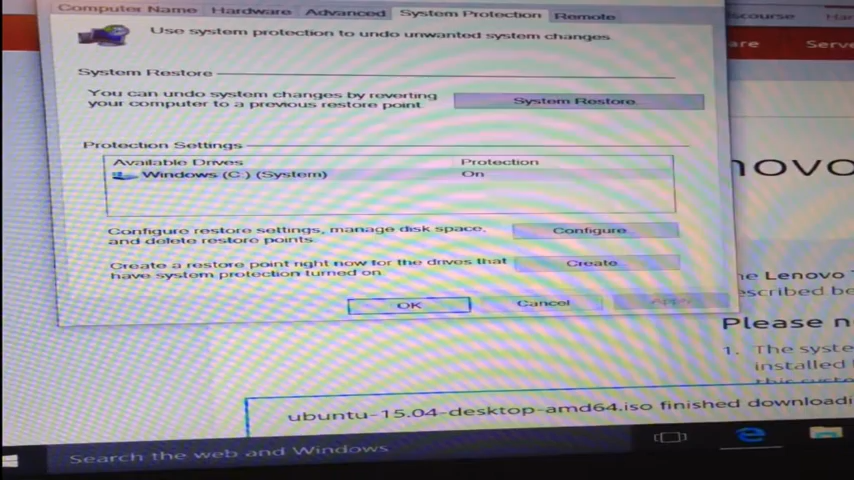 Computer Name Hardware Advanced System Protection Remote
Use system protection to undo unwanted system changes.
System Restore
You can undo system changes by reverting
your computer to a previous restore point.
System Restore...
Protection Settings
Available Drives Protection
Windows (C:) (System) On
Configure restore settings, manage disk space,
and delete restore points.
Configure...
Create a restore point right now for the drives that
have system protection turned on.
Create...
OK Cancel Apply
Lenovo
Please
1. The
installed
ubuntu-15.04-desktop-amd64.iso finished
Search the web and Windows